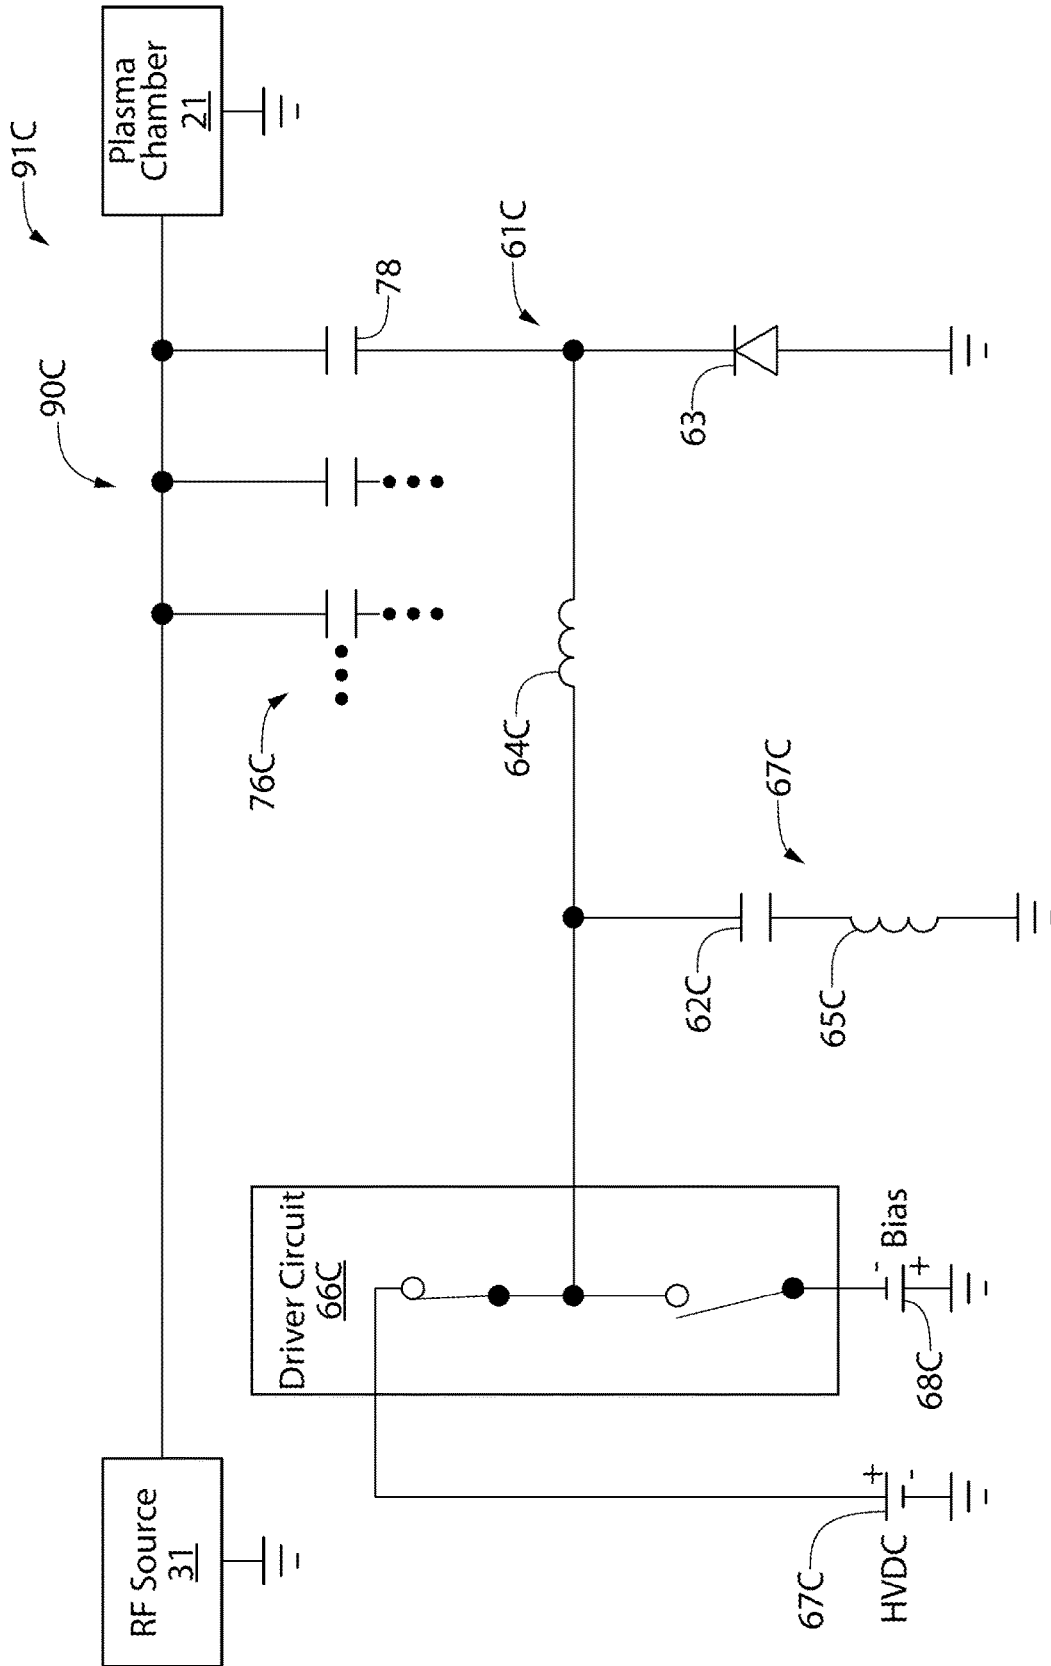 91C
Plasma
Chamber
21
90C
78
61C
76C
63
64C
67C
62C
65C
Driver Circuit
66C
- Bias
+
68C
RF Source
31
+
-
67C
HVDC